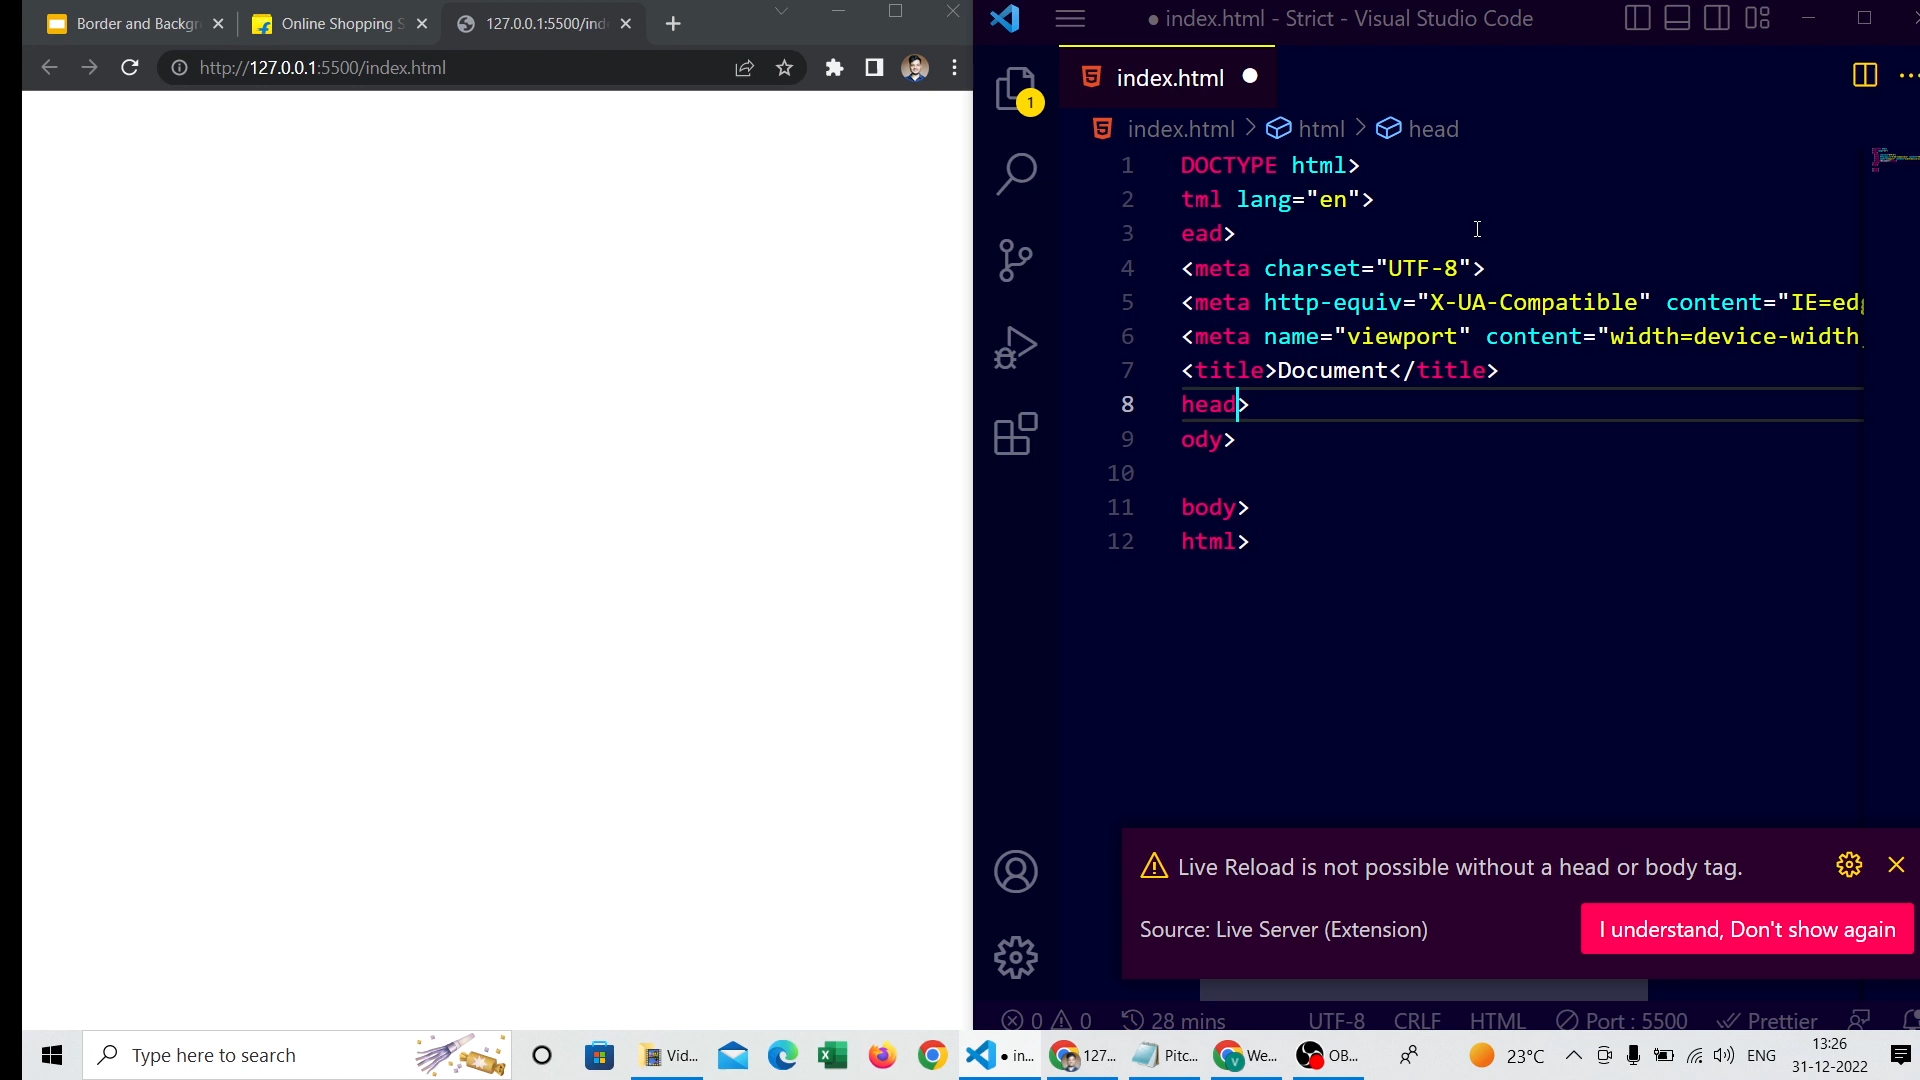 Border and Backgr
Online Shopping S
127.0.0.1:5500/ind
http://127.0.0.1:5500/index.html
● index.html - Strict - Visual Studio Code
1
index.html
index.html > html > head
1 DOCTYPE html>
2 tml lang="en">
3 ead>
4 <meta charset="UTF-8">
5 <meta http-equiv="X-UA-Compatible" content="IE=edg
6 <meta name="viewport" content="width=device-width,
7 <title>Document</title>
8 head>
9 ody>
10
11 body>
12 html>
Live Reload is not possible without a head or body tag.
Source: Live Server (Extension)
I understand, Don't show again
0 0 28 mins UTF-8 CRLF HTML Port : 5500 Prettier
Type here to search
Vid...
● in...
127...
Pitc...
We...
OB...
23°C
ENG
13:26
31-12-2022